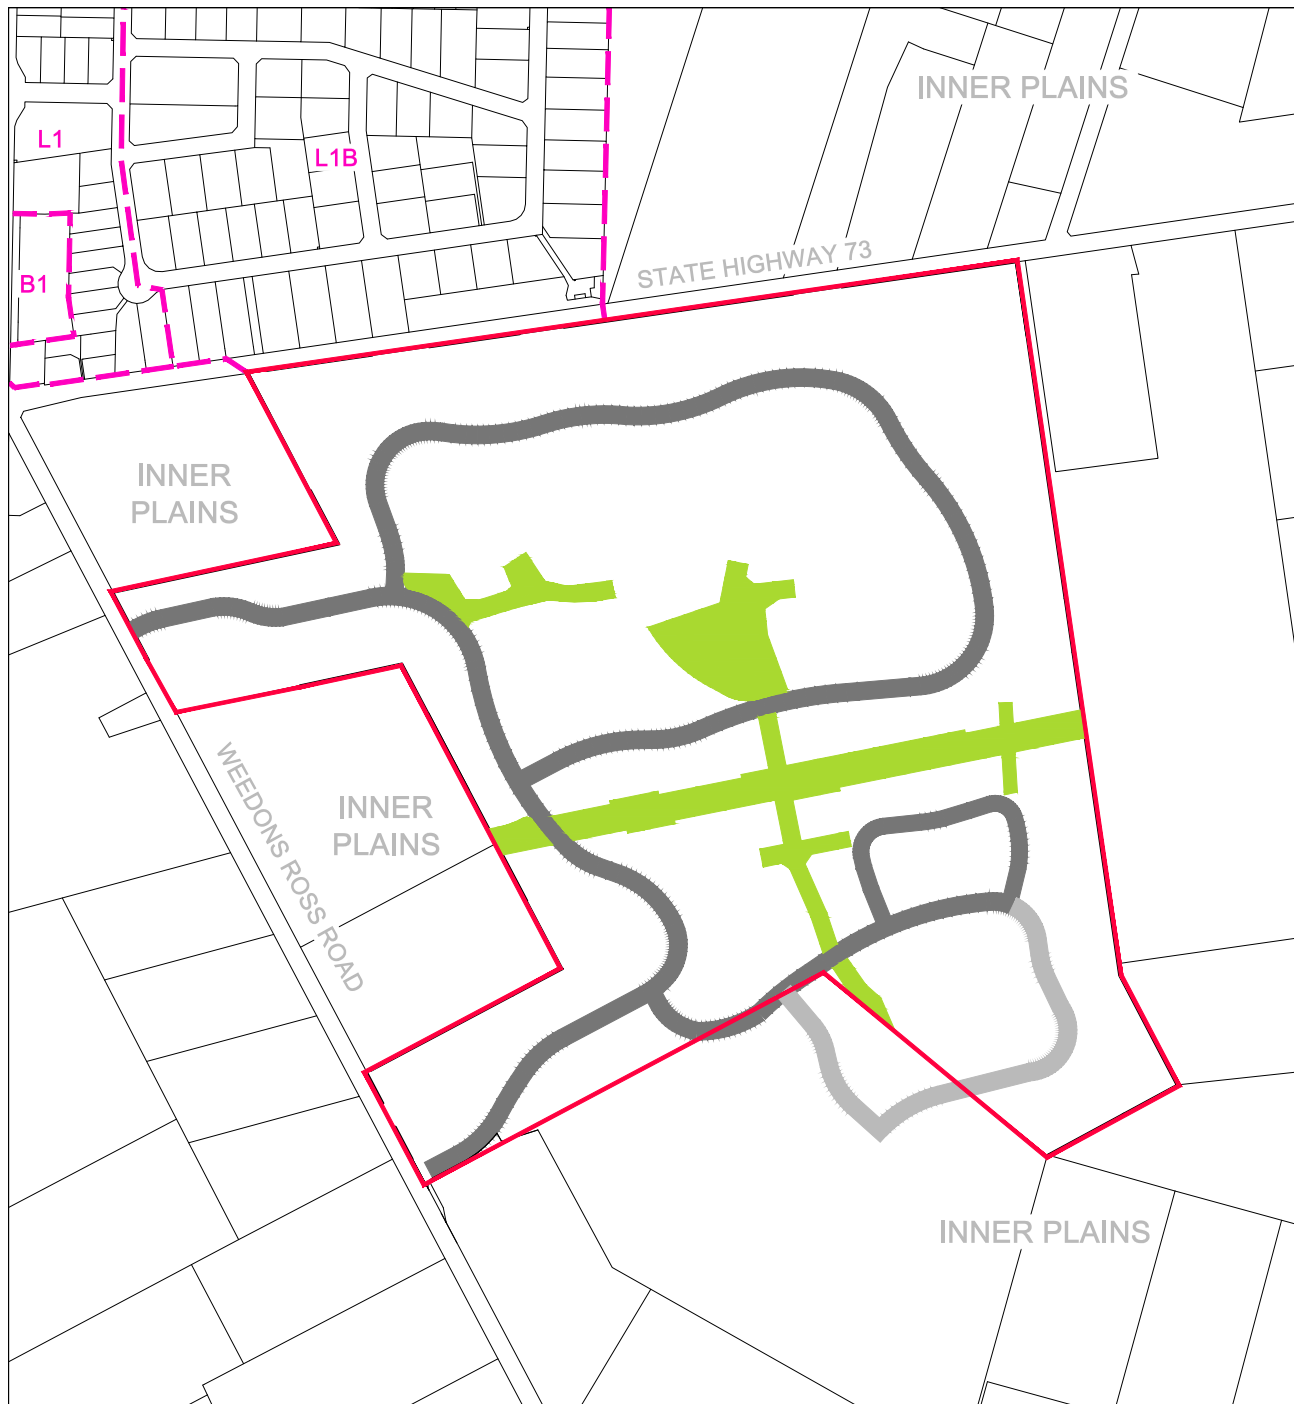 INNER PLAINS
L1
L1B
STATE HIGHWAY 73
B1
INNER
PLAINS
WEEDONS ROSS ROAD
INNER
PLAINS
INNER PLAINS